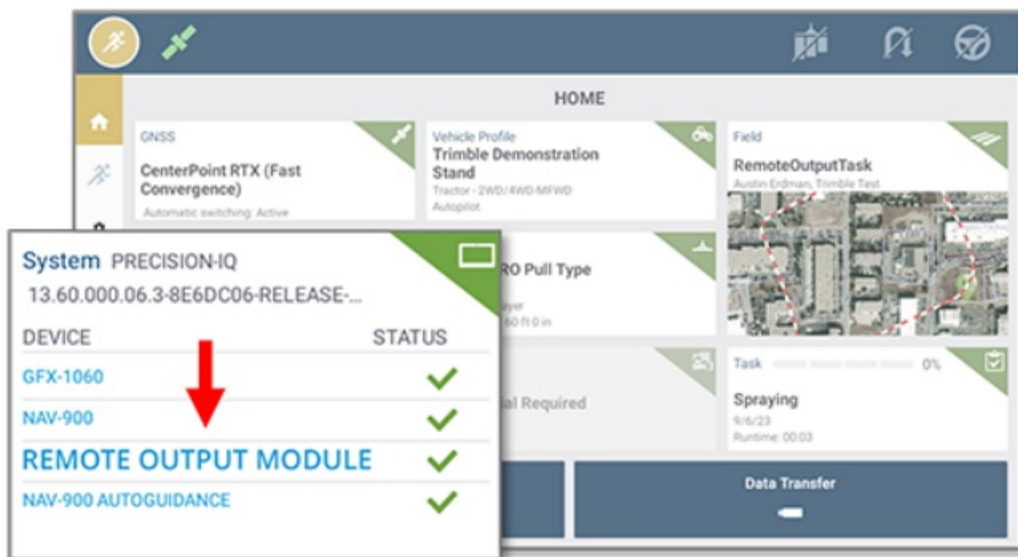 HOME
GNSS
CenterPoint RTX (Fast
Convergence)
Automatic switching: Active
Vehicle Profile
Trimble Demonstration
Stand
Tractor - 2WD/4WD-MFWD
Autopilot
Field
RemoteOutputTask
Austin Erdman, Trimble Test
System PRECISION-IQ
13.60.000.06.3-8E6DC06-RELEASE-...
DEVICE STATUS
GFX-1060
NAV-900
REMOTE OUTPUT MODULE
NAV-900 AUTOGUIDANCE
RO Pull Type
ayer
60 ft 0 in
ial Required
Task 0%
Spraying
9/6/23
Runtime: 00:03
Data Transfer